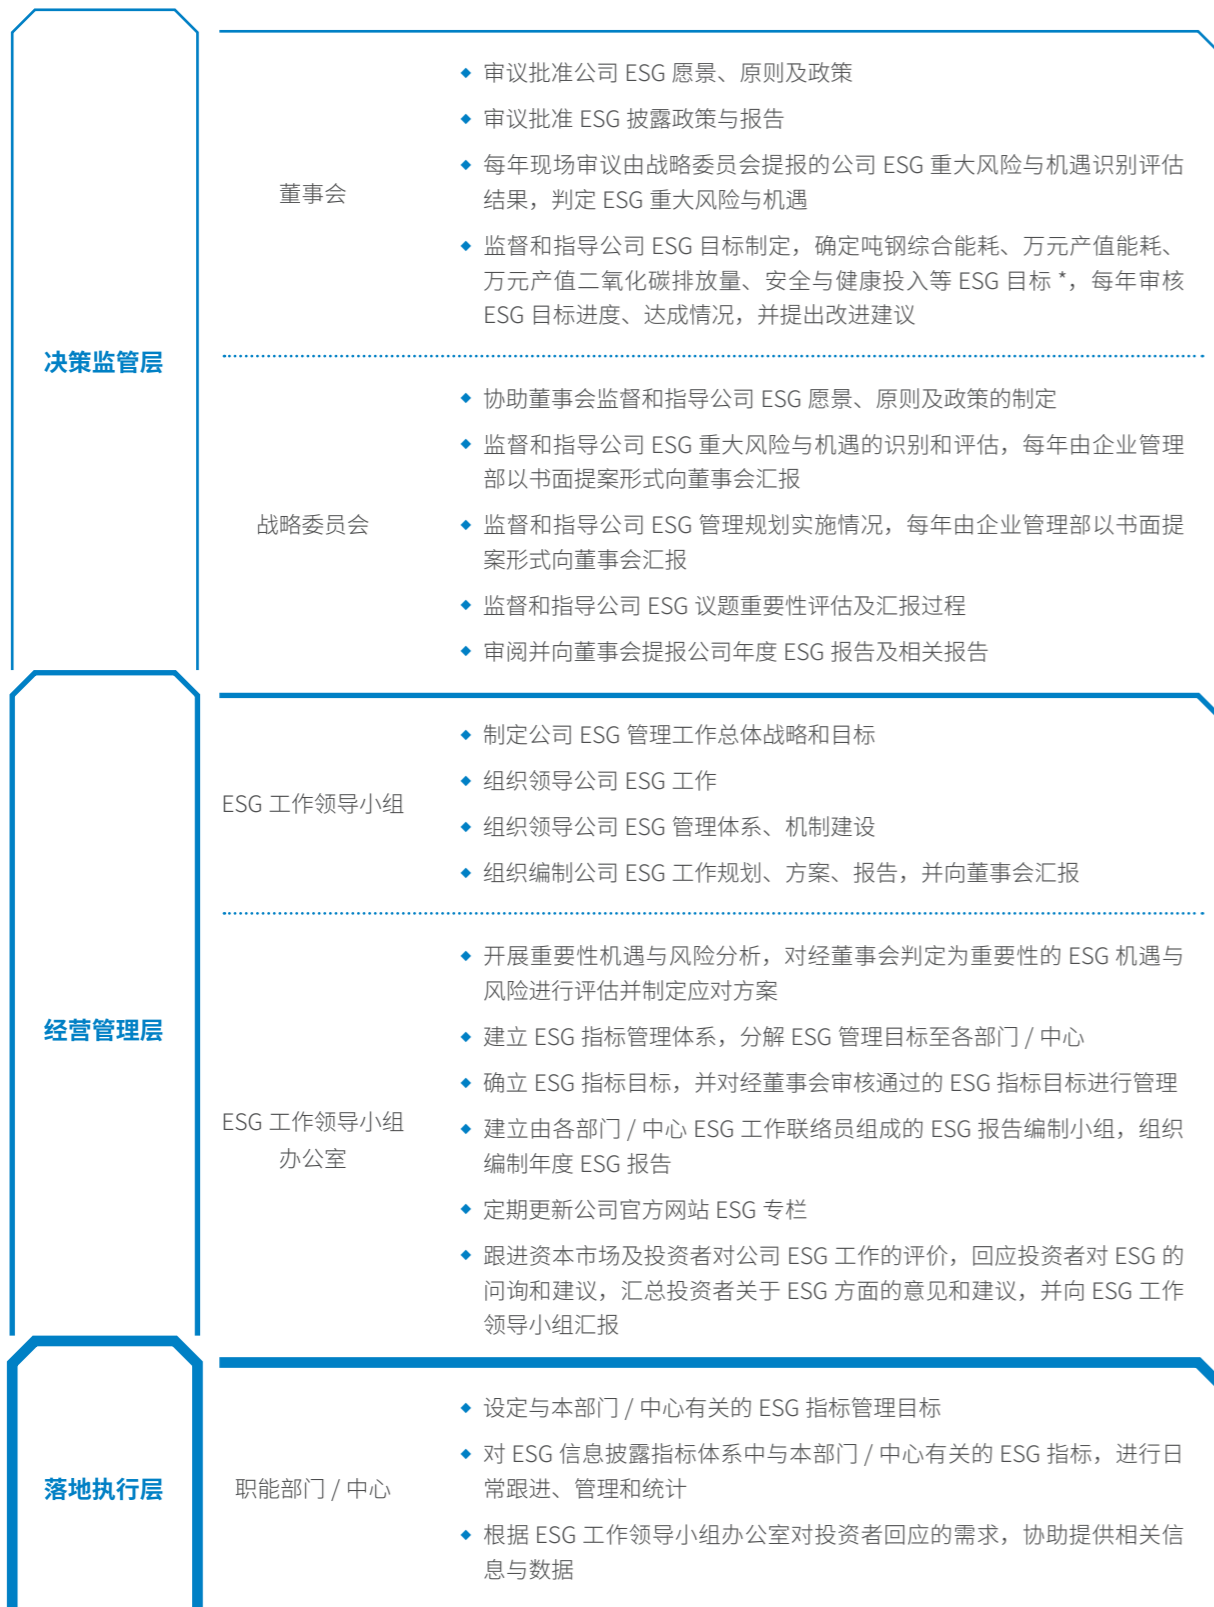 决策监管层
董事会
◆ 审议批准公司 ESG 愿景、原则及政策
◆ 审议批准 ESG 披露政策与报告
◆ 每年现场审议由战略委员会提报的公司 ESG 重大风险与机遇识别评估
结果，判定 ESG 重大风险与机遇
◆ 监督和指导公司 ESG 目标制定，确定吨钢综合能耗、万元产值能耗、
万元产值二氧化碳排放量、安全与健康投入等 ESG 目标 *，每年审核
ESG 目标进度、达成情况，并提出改进建议
战略委员会
◆ 协助董事会监督和指导公司 ESG 愿景、原则及政策的制定
◆ 监督和指导公司 ESG 重大风险与机遇的识别和评估，每年由企业管理
部以书面提案形式向董事会汇报
◆ 监督和指导公司 ESG 管理规划实施情况，每年由企业管理部以书面提
案形式向董事会汇报
◆ 监督和指导公司 ESG 议题重要性评估及汇报过程
◆ 审阅并向董事会提报公司年度 ESG 报告及相关报告
经营管理层
ESG 工作领导小组
◆ 制定公司 ESG 管理工作总体战略和目标
◆ 组织领导公司 ESG 工作
◆ 组织领导公司 ESG 管理体系、机制建设
◆ 组织编制公司 ESG 工作规划、方案、报告，并向董事会汇报
ESG 工作领导小组
办公室
◆ 开展重要性机遇与风险分析，对经董事会判定为重要性的 ESG 机遇与
风险进行评估并制定应对方案
◆ 建立 ESG 指标管理体系，分解 ESG 管理目标至各部门 / 中心
◆ 确立 ESG 指标目标，并对经董事会审核通过的 ESG 指标目标进行管理
◆ 建立由各部门 / 中心 ESG 工作联络员组成的 ESG 报告编制小组，组织
编制年度 ESG 报告
◆ 定期更新公司官方网站 ESG 专栏
◆ 跟进资本市场及投资者对公司 ESG 工作的评价，回应投资者对 ESG 的
问询和建议，汇总投资者关于 ESG 方面的意见和建议，并向 ESG 工作
领导小组汇报
落地执行层
职能部门 / 中心
◆ 设定与本部门 / 中心有关的 ESG 指标管理目标
◆ 对 ESG 信息披露指标体系中与本部门 / 中心有关的 ESG 指标，进行日
常跟进、管理和统计
◆ 根据 ESG 工作领导小组办公室对投资者回应的需求，协助提供相关信
息与数据